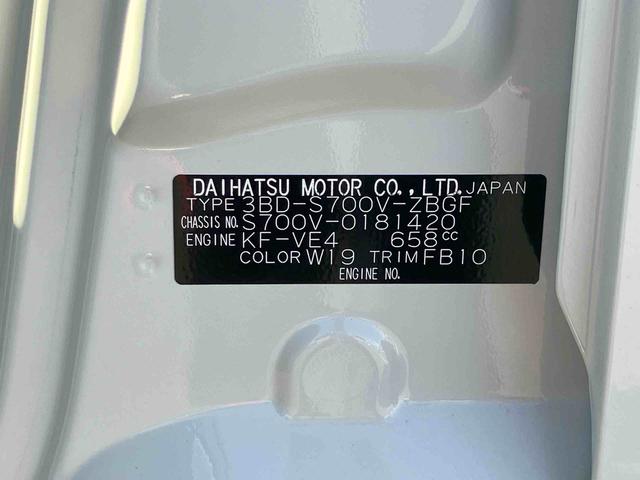 DAIHATSU MOTOR CO.,LTD. JAPAN
TYPE 3BD-S700V-ZBGF
CHASSIS NO. S700V-0181420
ENGINE KF-VE4 658cc
COLOR W19 TRIM FB10
ENGINE NO.